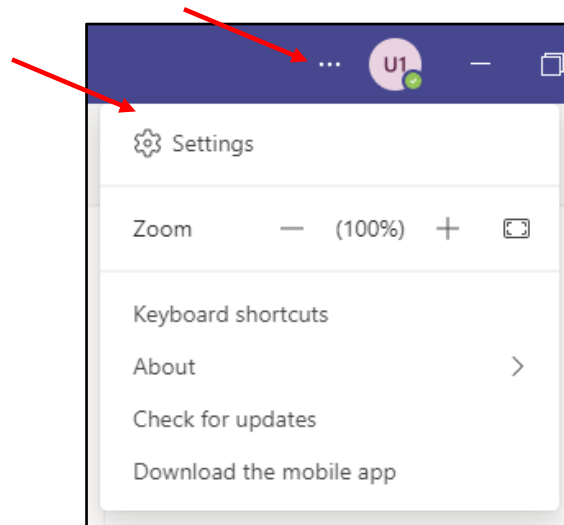 ... U1
Settings
Zoom — (100%) +
Keyboard shortcuts
About >
Check for updates
Download the mobile app